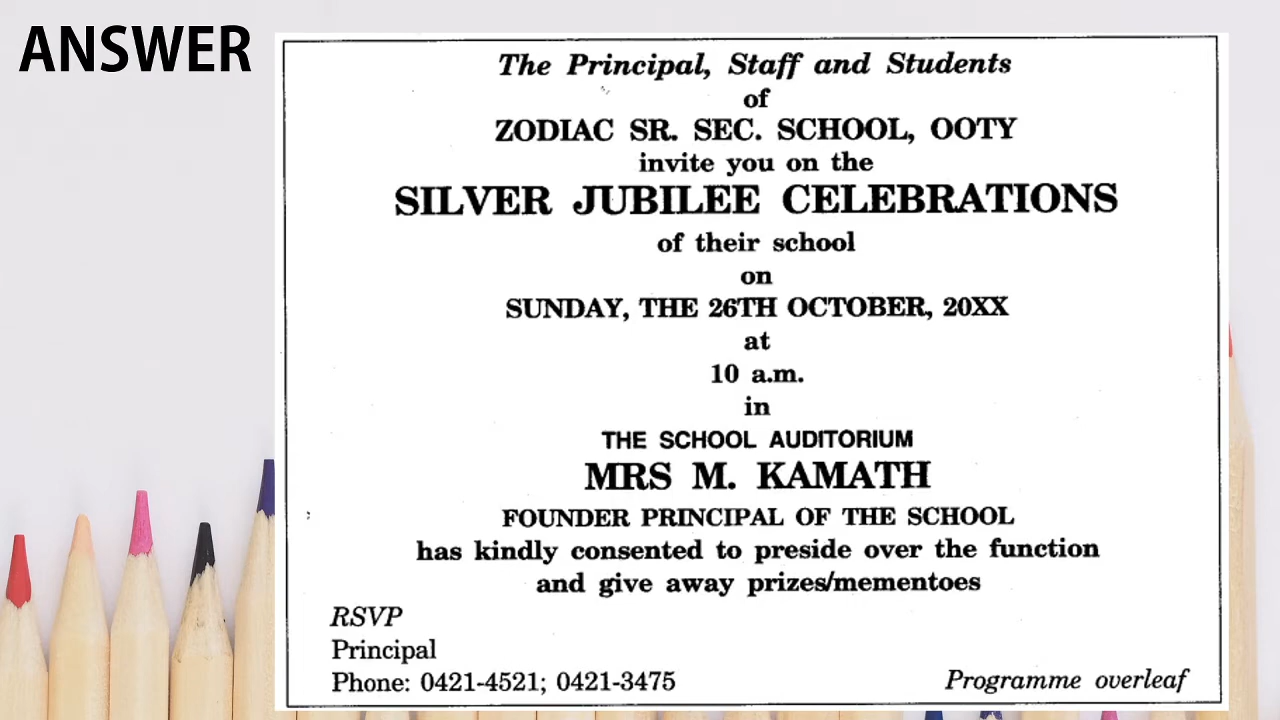 ANSWER
The Principal, Staff and Students
of
ZODIAC SR. SEC. SCHOOL, OOTY
invite you on the
SILVER JUBILEE CELEBRATIONS
of their school
on
SUNDAY, THE 26TH OCTOBER, 20XX
at
10 a.m.
in
THE SCHOOL AUDITORIUM
MRS M. KAMATH
FOUNDER PRINCIPAL OF THE SCHOOL
has kindly consented to preside over the function
and give away prizes/mementoes
RSVP
Principal
Phone: 0421-4521; 0421-3475
Programme overleaf